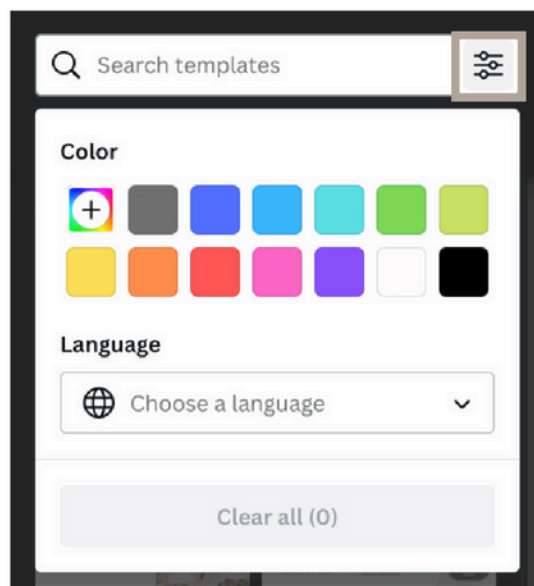 Search templates
Color
Language
Choose a language
Clear all (0)